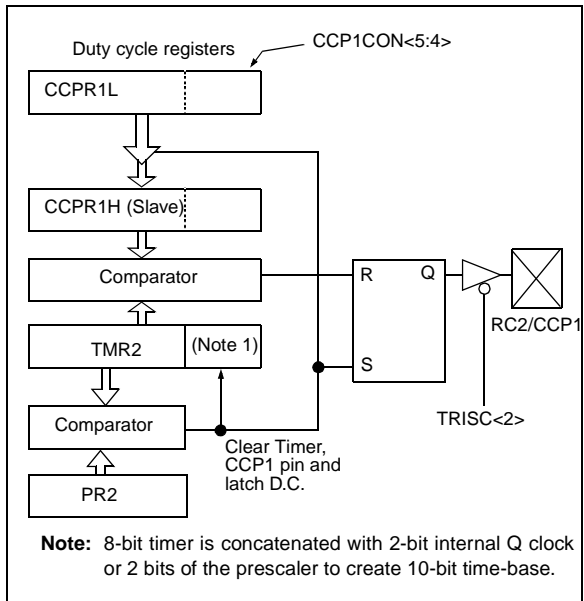 Duty cycle registers
CCP1CON<5:4>
CCPR1L
CCPR1H (Slave)
Comparator
R
Q
RC2/CCP1
TMR2
(Note 1)
S
TRISC<2>
Comparator
Clear Timer,
CCP1 pin and
latch D.C.
PR2
Note: 8-bit timer is concatenated with 2-bit internal Q clock
or 2 bits of the prescaler to create 10-bit time-base.